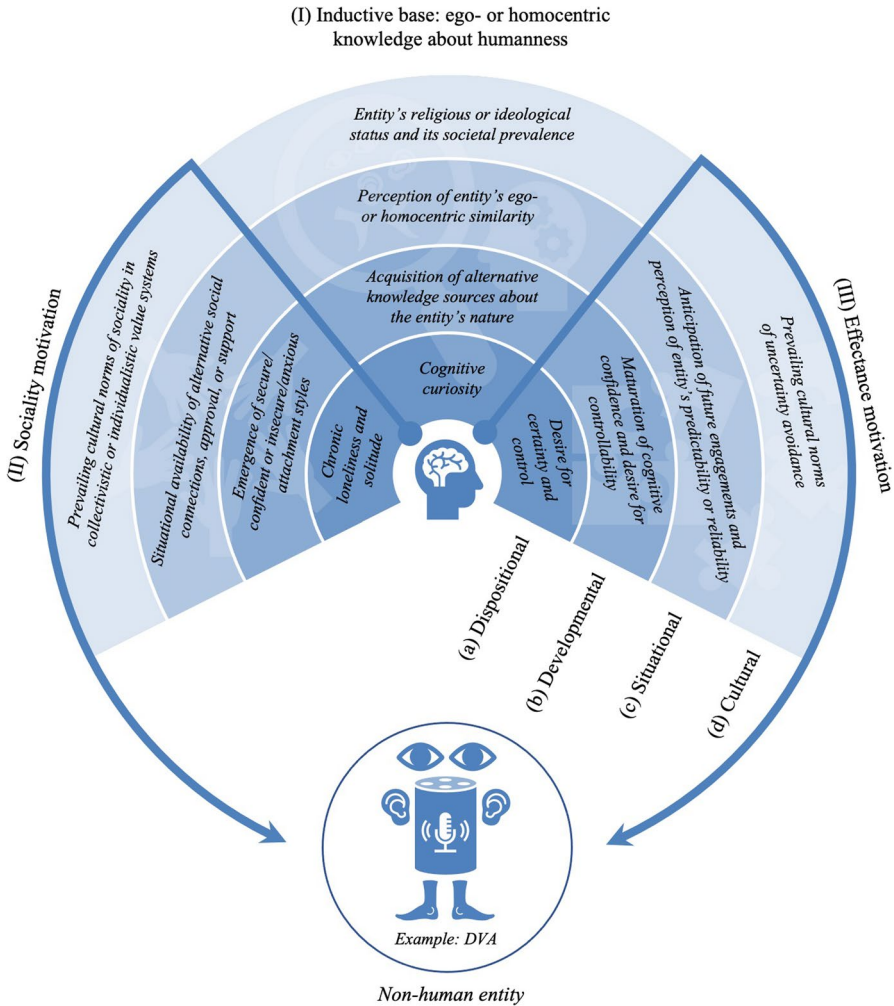 (I) Inductive base: ego- or homocentric
knowledge about humanness
Entity's religious or ideological
status and its societal prevalence
Perception of entity's ego-
or homocentric similarity
Acquisition of alternative
knowledge sources about
the entity's nature
Cognitive
curiosity
(II) Sociality motivation
Prevailing cultural norms of sociality in
collectivistic or individualistic value systems
Situational availability of alternative social
connections, approval, or support
Emergence of secure/
confident or insecure/anxious
attachment styles
Chronic
loneliness and
solitude
Desire for
certainty and
control
Maturation of cognitive
confidence and desire for
controllability
Anticipation of future engagements and
perception of entity's predictability or reliability
Prevailing cultural norms
of uncertainty avoidance
(III) Effectance motivation
(a) Dispositional
(b) Developmental
(c) Situational
(d) Cultural
Example: DVA
Non-human entity